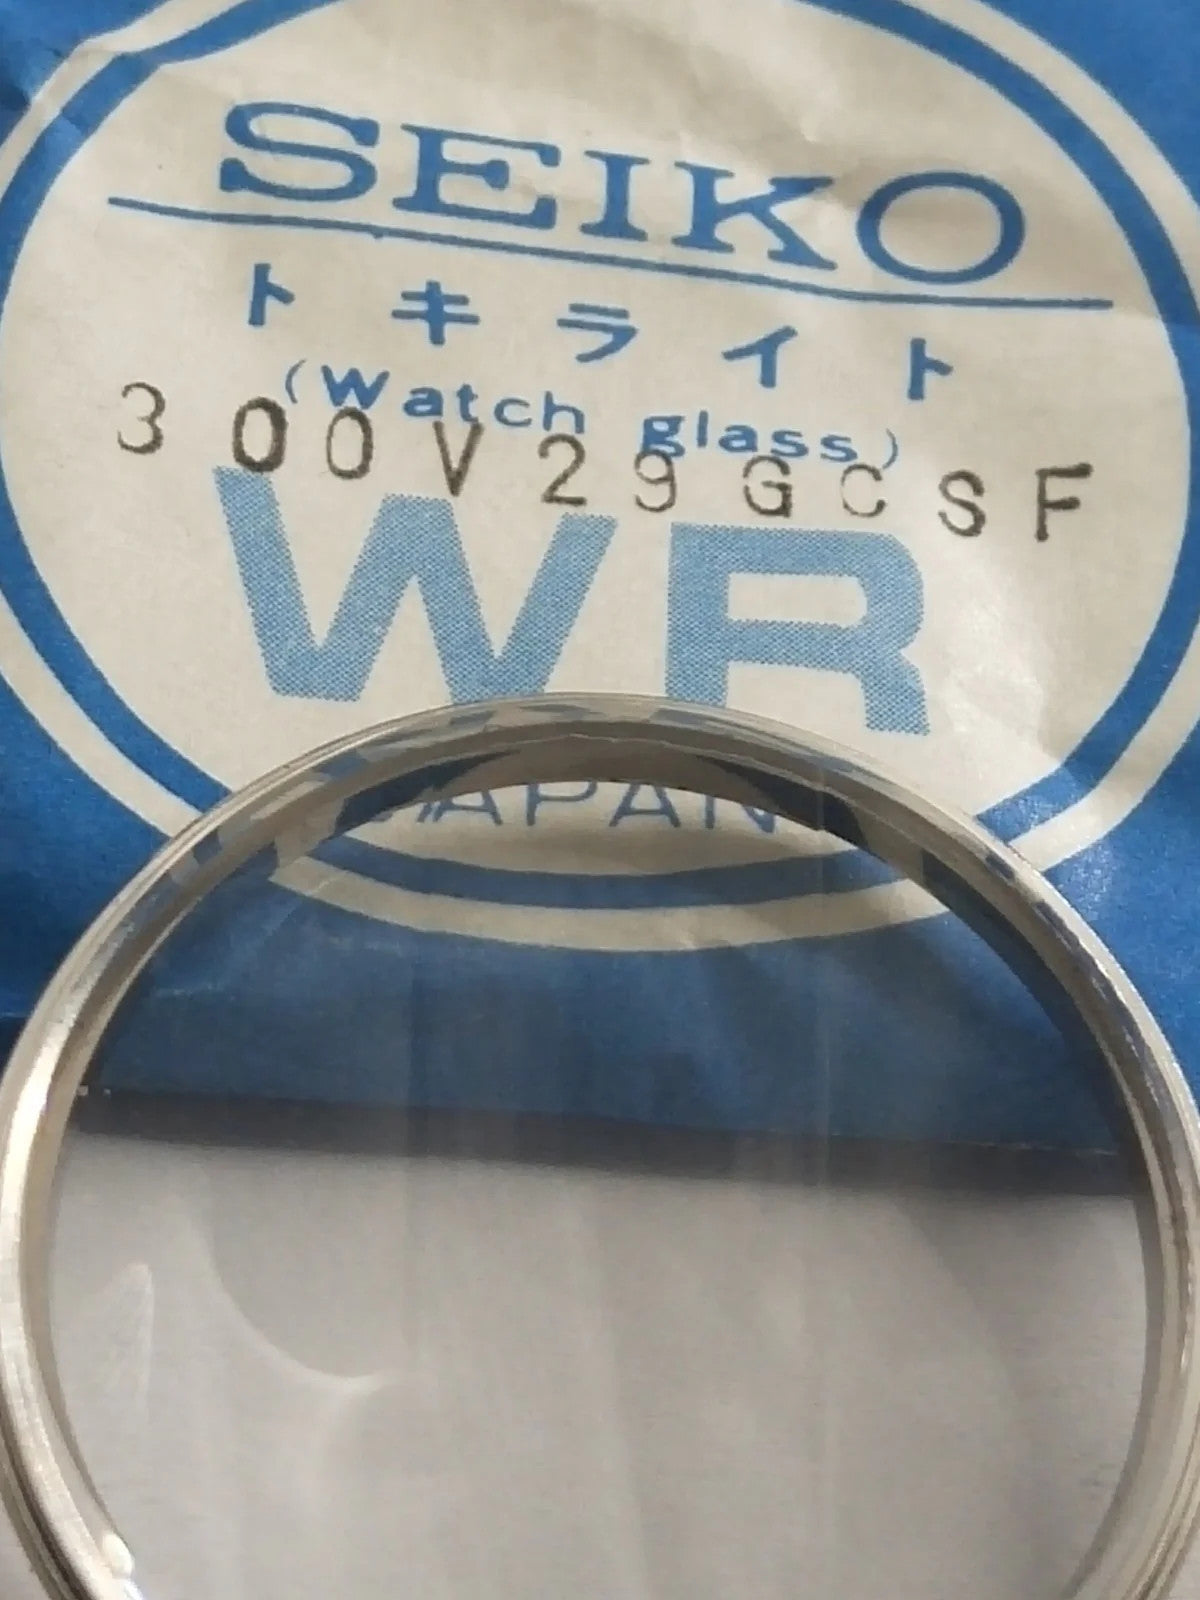 SEIKO
トキライト
(Watch glass)
300V29GCSF
WR
JAPAN